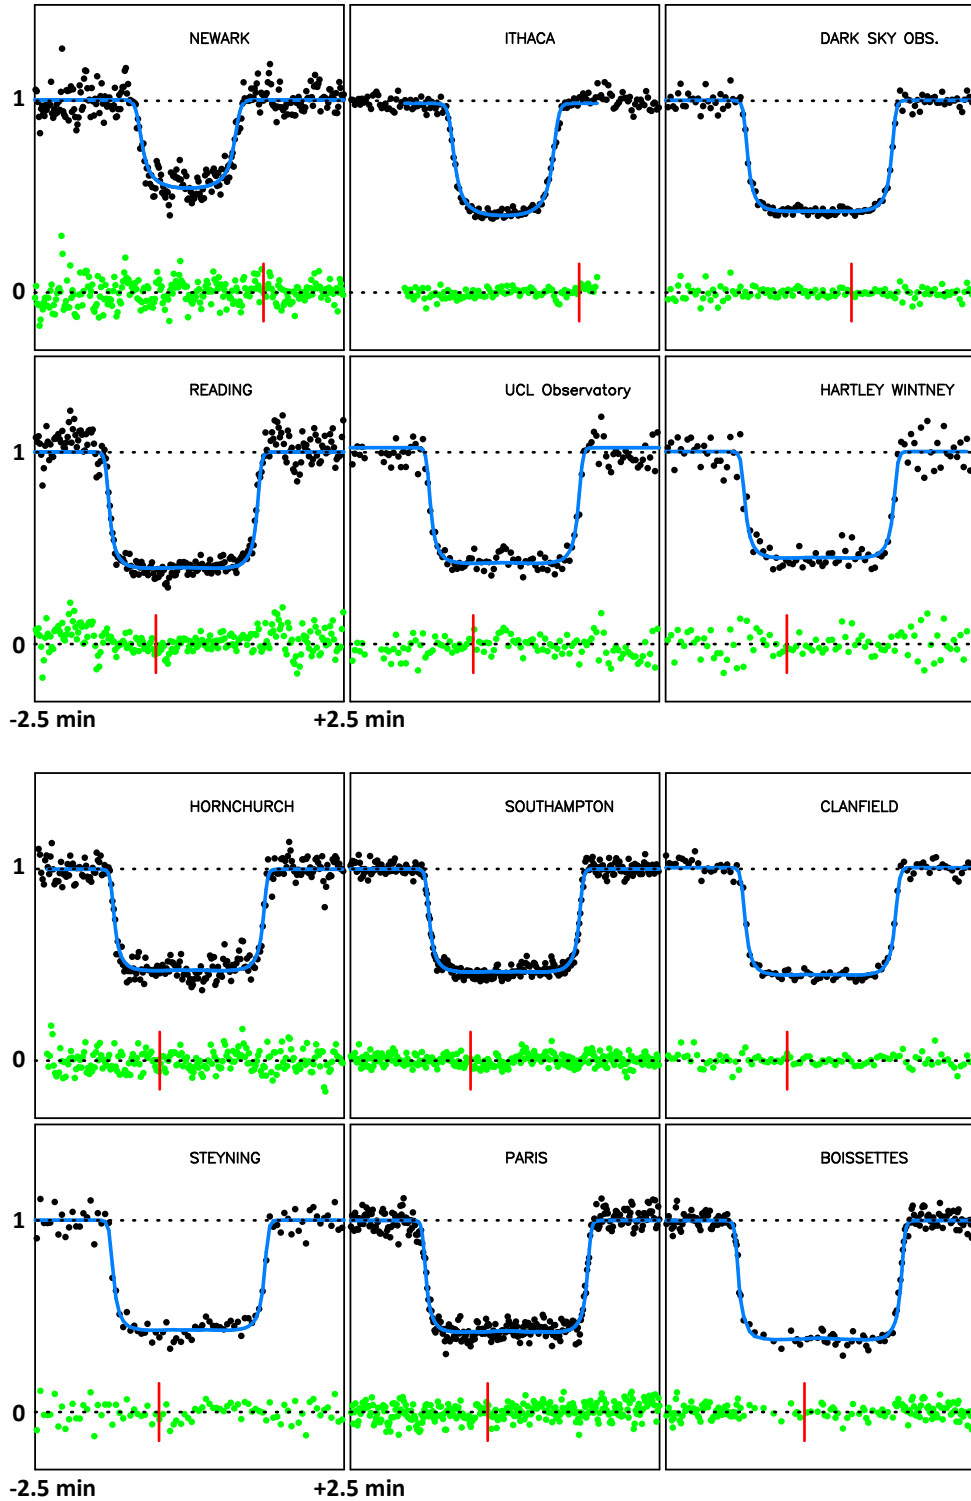 NEWARK
ITHACA
DARK SKY OBS.
1
0
READING
UCL Observatory
HARTLEY WINTNEY
1
0
-2.5 min
+2.5 min
HORNCHURCH
SOUTHAMPTON
CLANFIELD
1
0
STEYNING
PARIS
BOISSETTES
1
0
-2.5 min
+2.5 min